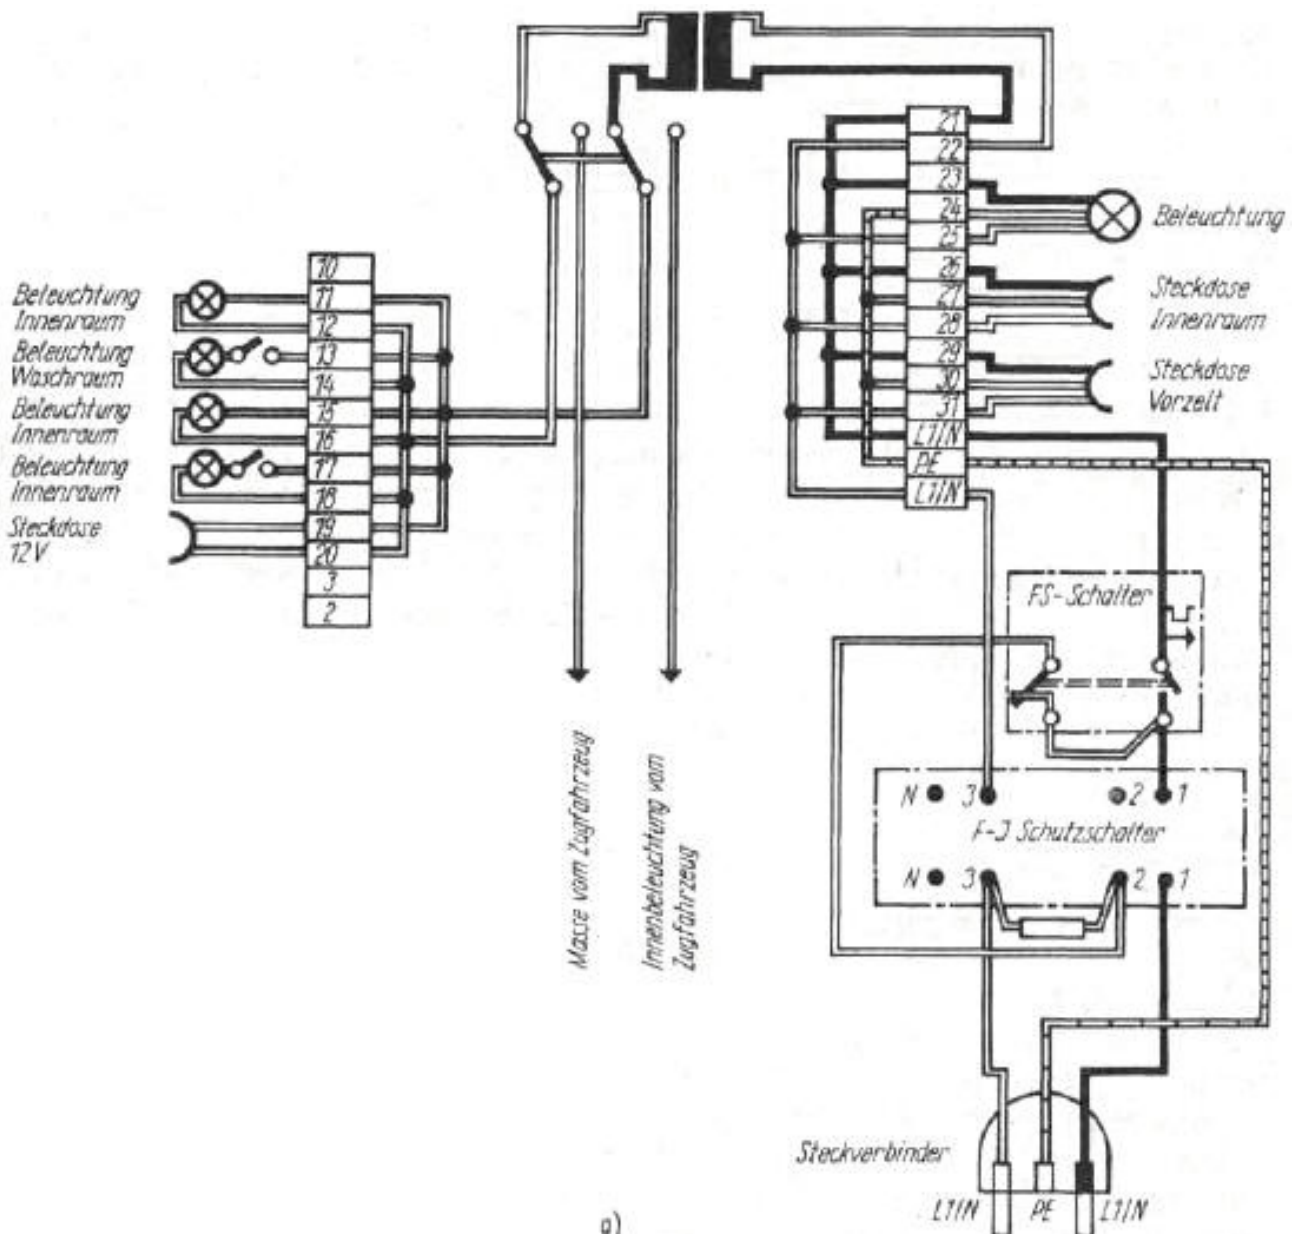 21
22
23
24
25
26
27
28
29
30
31
L1/N
PE
L1/N
Beleuchtung
Steckdose
Innenraum
Steckdose
Vorzelt
10
11
12
13
14
15
16
17
18
19
20
3
2
Beleuchtung
Innenraum
Beleuchtung
Waschraum
Beleuchtung
Innenraum
Beleuchtung
Innenraum
Steckdose
12V
Masse vom Zugfahrzeug
Innenbeleuchtung vom
Zugfahrzeug
FS-Schalter
N 3 2 1
F-J Schutzschalter
N 3 2 1
Steckverbinder
L1/N PE L1/N
a)